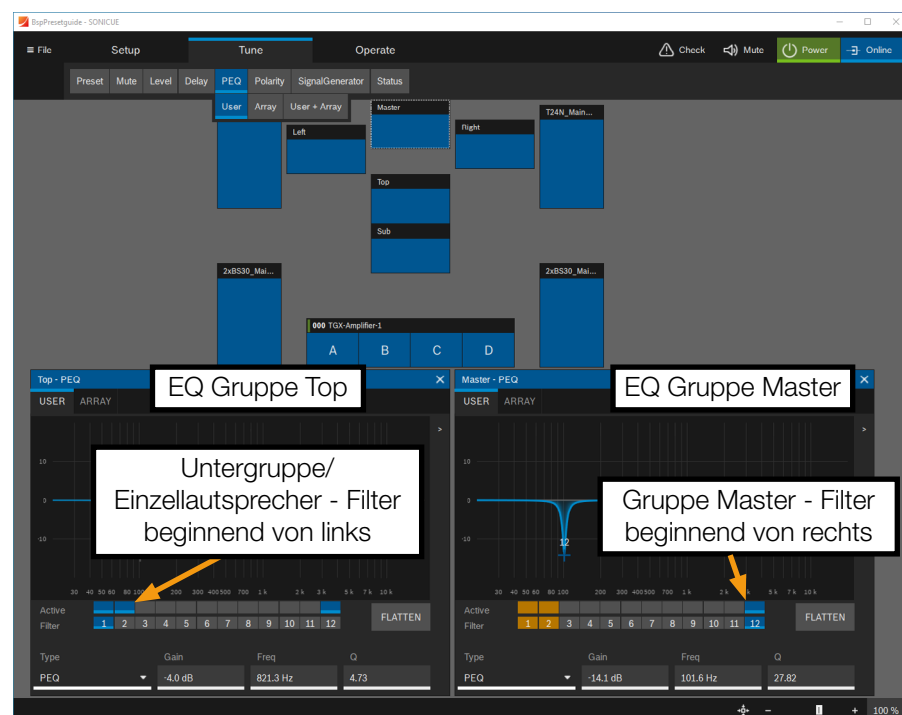 BspPresetguide - SONICUE
≡ File Setup Tune Operate Check Mute Power Online
Preset Mute Level Delay PEQ Polarity SignalGenerator Status
User Array User + Array
Master
T24N_Main...
Left
Right
Top
Sub
2xBS30_Mai...
2xBS30_Mai...
000 TGX-Amplifier-1
A B C D
Top - PEQ
EQ Gruppe Top
USER ARRAY
10
0
-10
Untergruppe/
Einzellautsprecher - Filter
beginnend von links
30 40 50 60 80 100 200 300 400 500 700 1 k 2 k 3 k 5 k 7 k 10 k
Active
Filter 1 2 3 4 5 6 7 8 9 10 11 12 FLATTEN
Type Gain Freq Q
PEQ -4.0 dB 821.3 Hz 4.73
Master - PEQ
EQ Gruppe Master
USER ARRAY
10
0
-10
12
Gruppe Master - Filter
beginnend von rechts
30 40 50 60 80 100 200 300 400 500 700 1 k 2 k k 5 k 7 k 10 k
Active
Filter 1 2 3 4 5 6 7 8 9 10 11 12 FLATTEN
Type Gain Freq Q
PEQ -14.1 dB 101.6 Hz 27.82
100 %